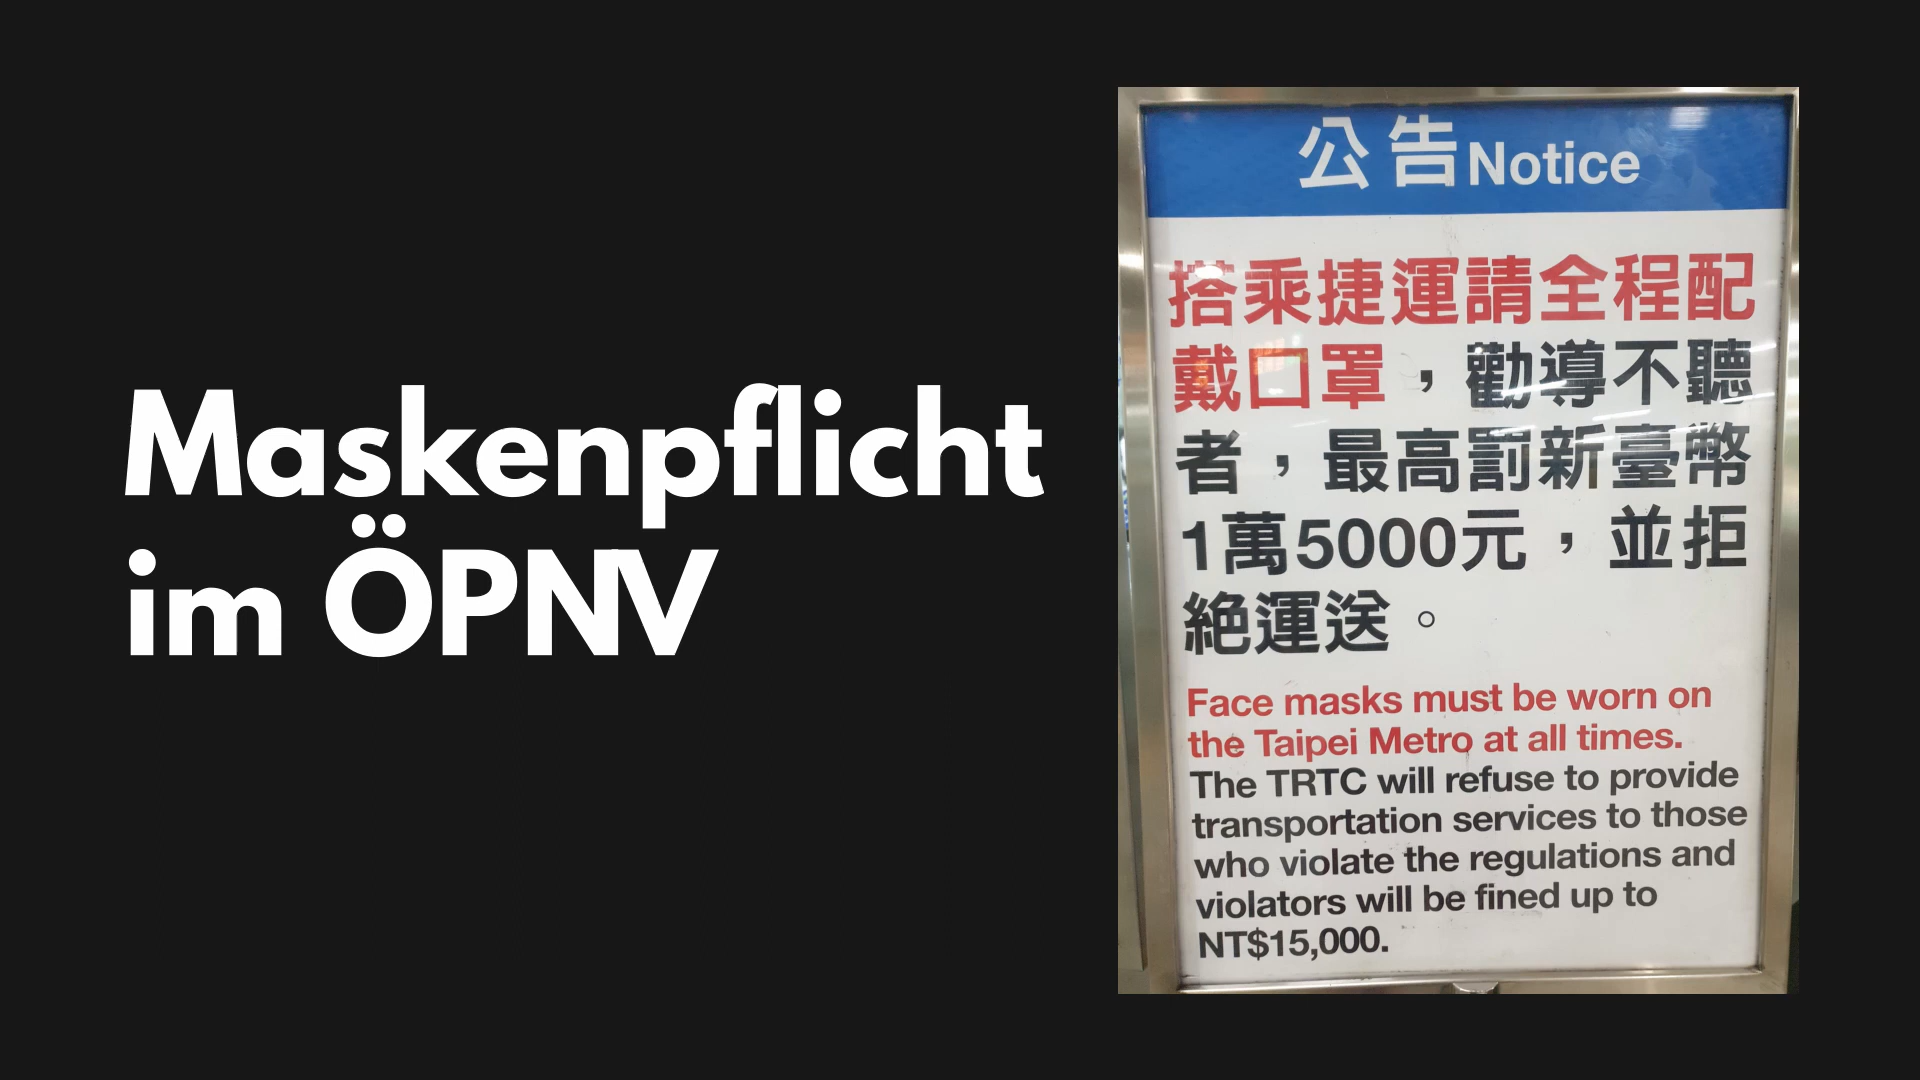 Maskenpflicht
im ÖPNV
公告Notice
搭乘捷運請全程配
戴口罩，勸導不聽
者，最高罰新臺幣
1萬5000元，並拒
絕運送。
Face masks must be worn on
the Taipei Metro at all times.
The TRTC will refuse to provide
transportation services to those
who violate the regulations and
violators will be fined up to
NT$15,000.